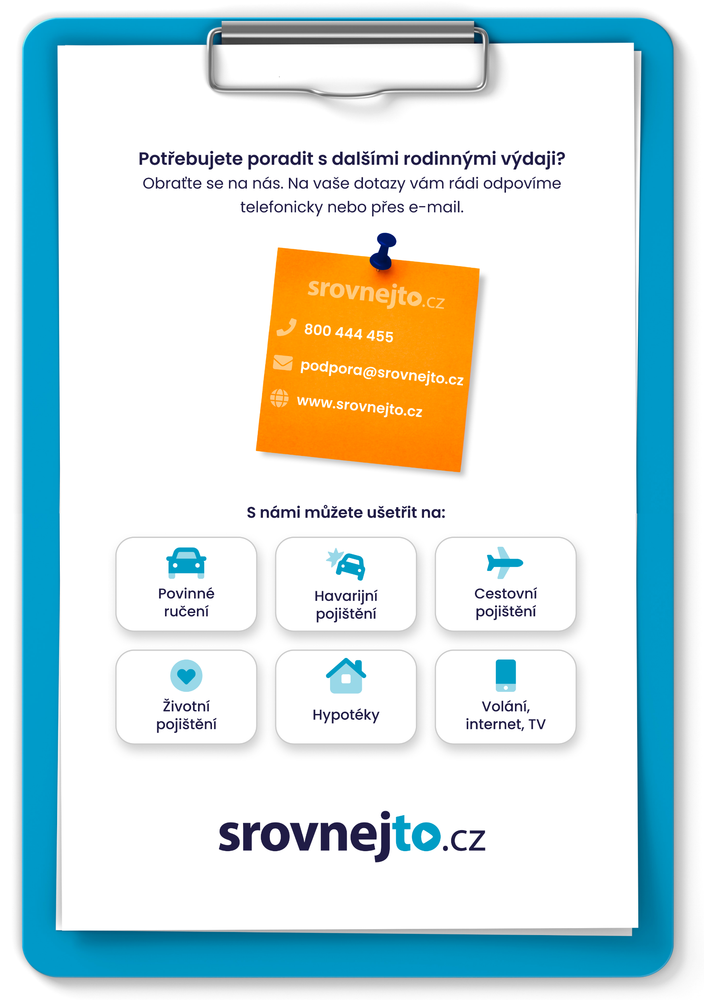 Potřebujete poradit s dalšími rodinnými výdaji?
Obraťte se na nás. Na vaše dotazy vám rádi odpovíme
telefonicky nebo přes e-mail.
srovnejto.cz
800 444 455
podpora@srovnejto.cz
www.srovnejto.cz
S námi můžete ušetřit na:
Povinné
ručení
Havarijní
pojištění
Cestovní
pojištění
Životní
pojištění
Hypotéky
Volání,
internet, TV
srovnejto.cz